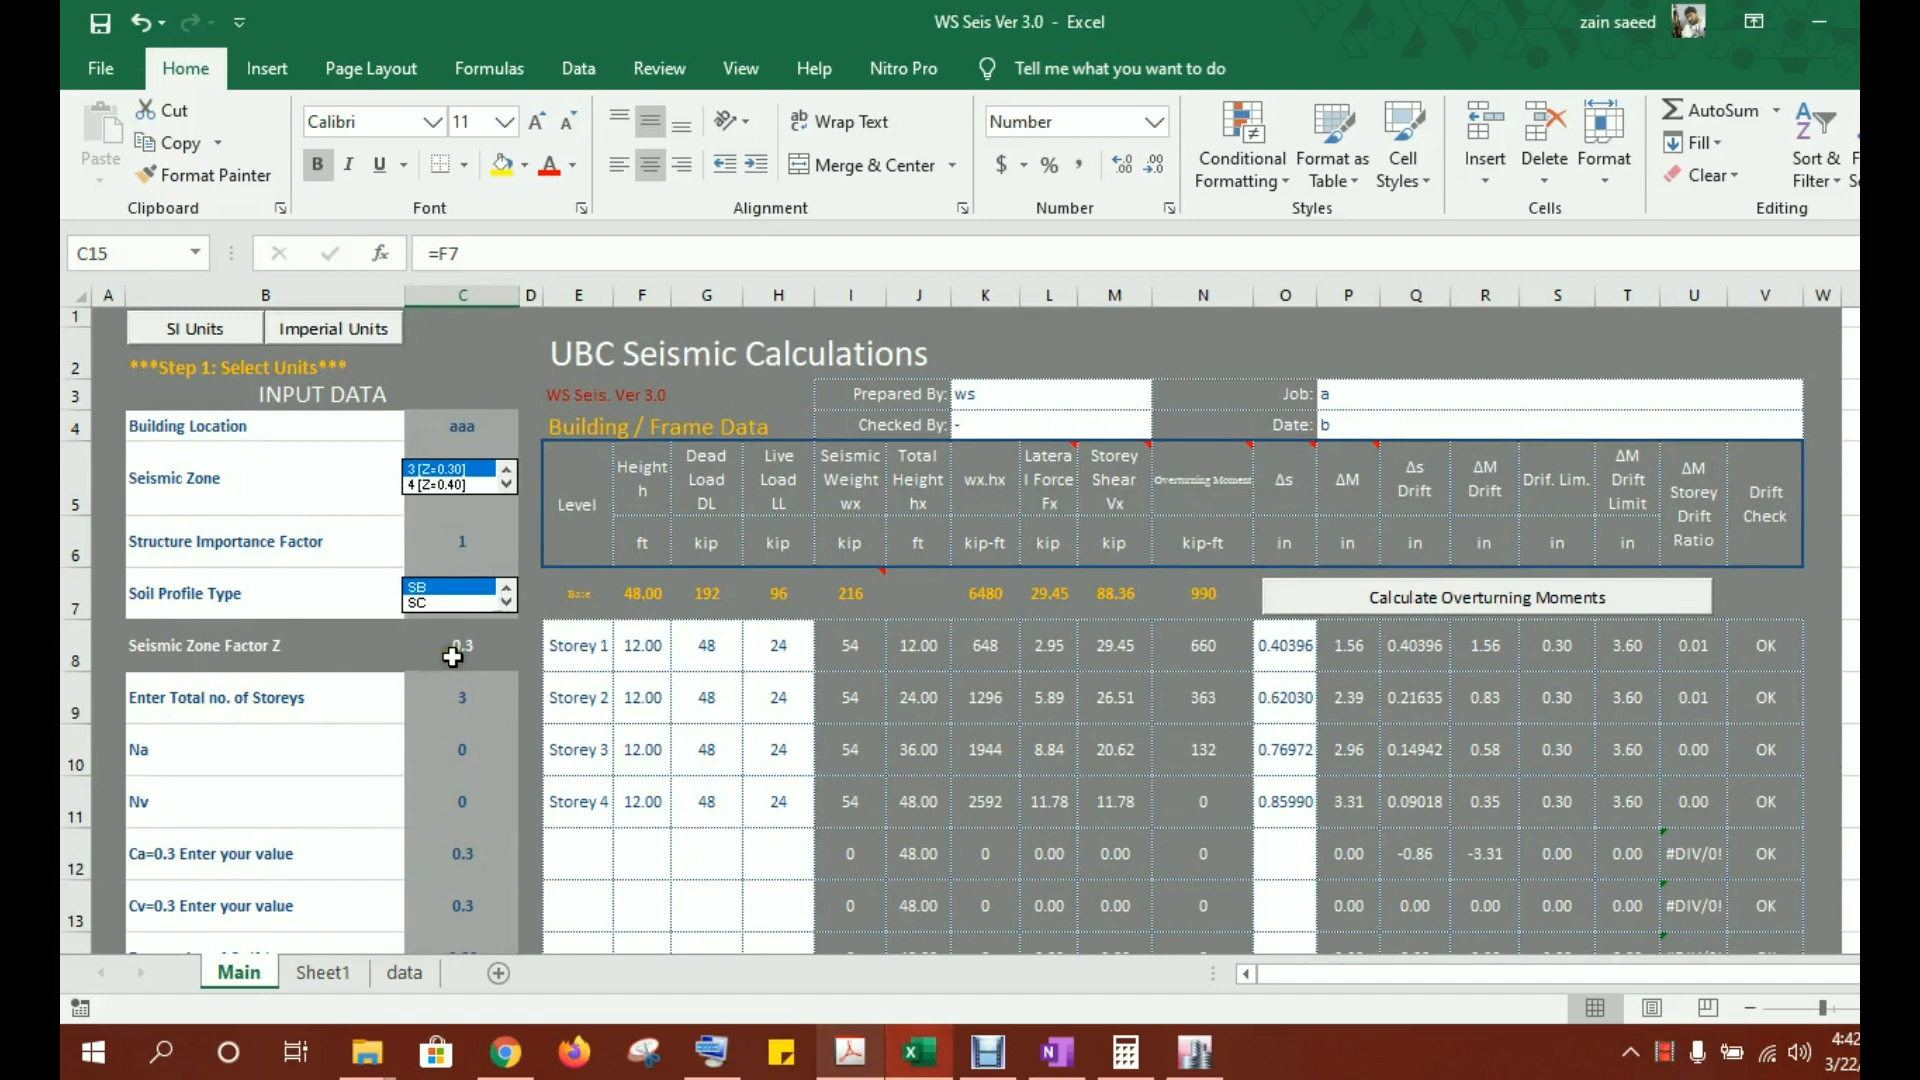 WS Seis Ver 3.0 - Excel
zain saeed
File Home Insert Page Layout Formulas Data Review View Help Nitro Pro Tell me what you want to do
Paste
Cut
Copy
Format Painter
Clipboard
Calibri 11
B I U
Font
Wrap Text
Merge & Center
Alignment
Number
$ % ,
Number
Conditional Formatting
Format as Table
Cell Styles
Styles
Insert Delete Format
Cells
AutoSum
Fill
Clear
Sort & Filter
Editing
C15 fx =F7
A B C D E F G H I J K L M N O P Q R S T U V W
1 SI Units Imperial Units
2 ***Step 1: Select Units*** UBC Seismic Calculations
3 INPUT DATA WS Seis. Ver 3.0 Prepared By: ws Job: a
4 Building Location aaa Building / Frame Data Checked By: - Date: b
5 Seismic Zone 3 [Z=0.30]
4 [Z=0.40]
Level Height h Dead Load DL Live Load LL Seismic Weight wx Total Height hx wx.hx Lateral Force Fx Storey Shear Vx Overturning Moment Δs ΔM Δs Drift ΔM Drift Drif. Lim. ΔM Drift Limit ΔM Storey Drift Ratio Drift Check
6 Structure Importance Factor 1 ft kip kip kip ft kip-ft kip kip kip-ft in in in in in in
7 Soil Profile Type SB
SC
Base 48.00 192 96 216 6480 29.45 88.36 990 Calculate Overturning Moments
8 Seismic Zone Factor Z 0.3 Storey 1 12.00 48 24 54 12.00 648 2.95 29.45 660 0.40396 1.56 0.40396 1.56 0.30 3.60 0.01 OK
9 Enter Total no. of Storeys 3 Storey 2 12.00 48 24 54 24.00 1296 5.89 26.51 363 0.62030 2.39 0.21635 0.83 0.30 3.60 0.01 OK
10 Na 0 Storey 3 12.00 48 24 54 36.00 1944 8.84 20.62 132 0.76972 2.96 0.14942 0.58 0.30 3.60 0.00 OK
11 Nv 0 Storey 4 12.00 48 24 54 48.00 2592 11.78 11.78 0 0.85990 3.31 0.09018 0.35 0.30 3.60 0.00 OK
12 Ca=0.3 Enter your value 0.3 0 48.00 0 0.00 0.00 0 0.00 -0.86 -3.31 0.00 0.00 #DIV/0! OK
13 Cv=0.3 Enter your value 0.3 0 48.00 0 0.00 0.00 0 0.00 0.00 0.00 0.00 0.00 #DIV/0! OK
Main Sheet1 data
4:42
3/22/